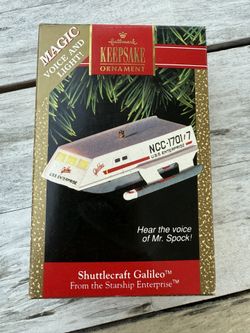 MAGIC
VOICE AND
LIGHT!
Hallmark
KEEPSAKE
ORNAMENT
NCC-1701/7
U.S.S. ENTERPRISE
Galileo
Galileo
U.S.S. ENTERPRISE
Hear the voice
of Mr. Spock!
Shuttlecraft Galileo™
From the Starship Enterprise™